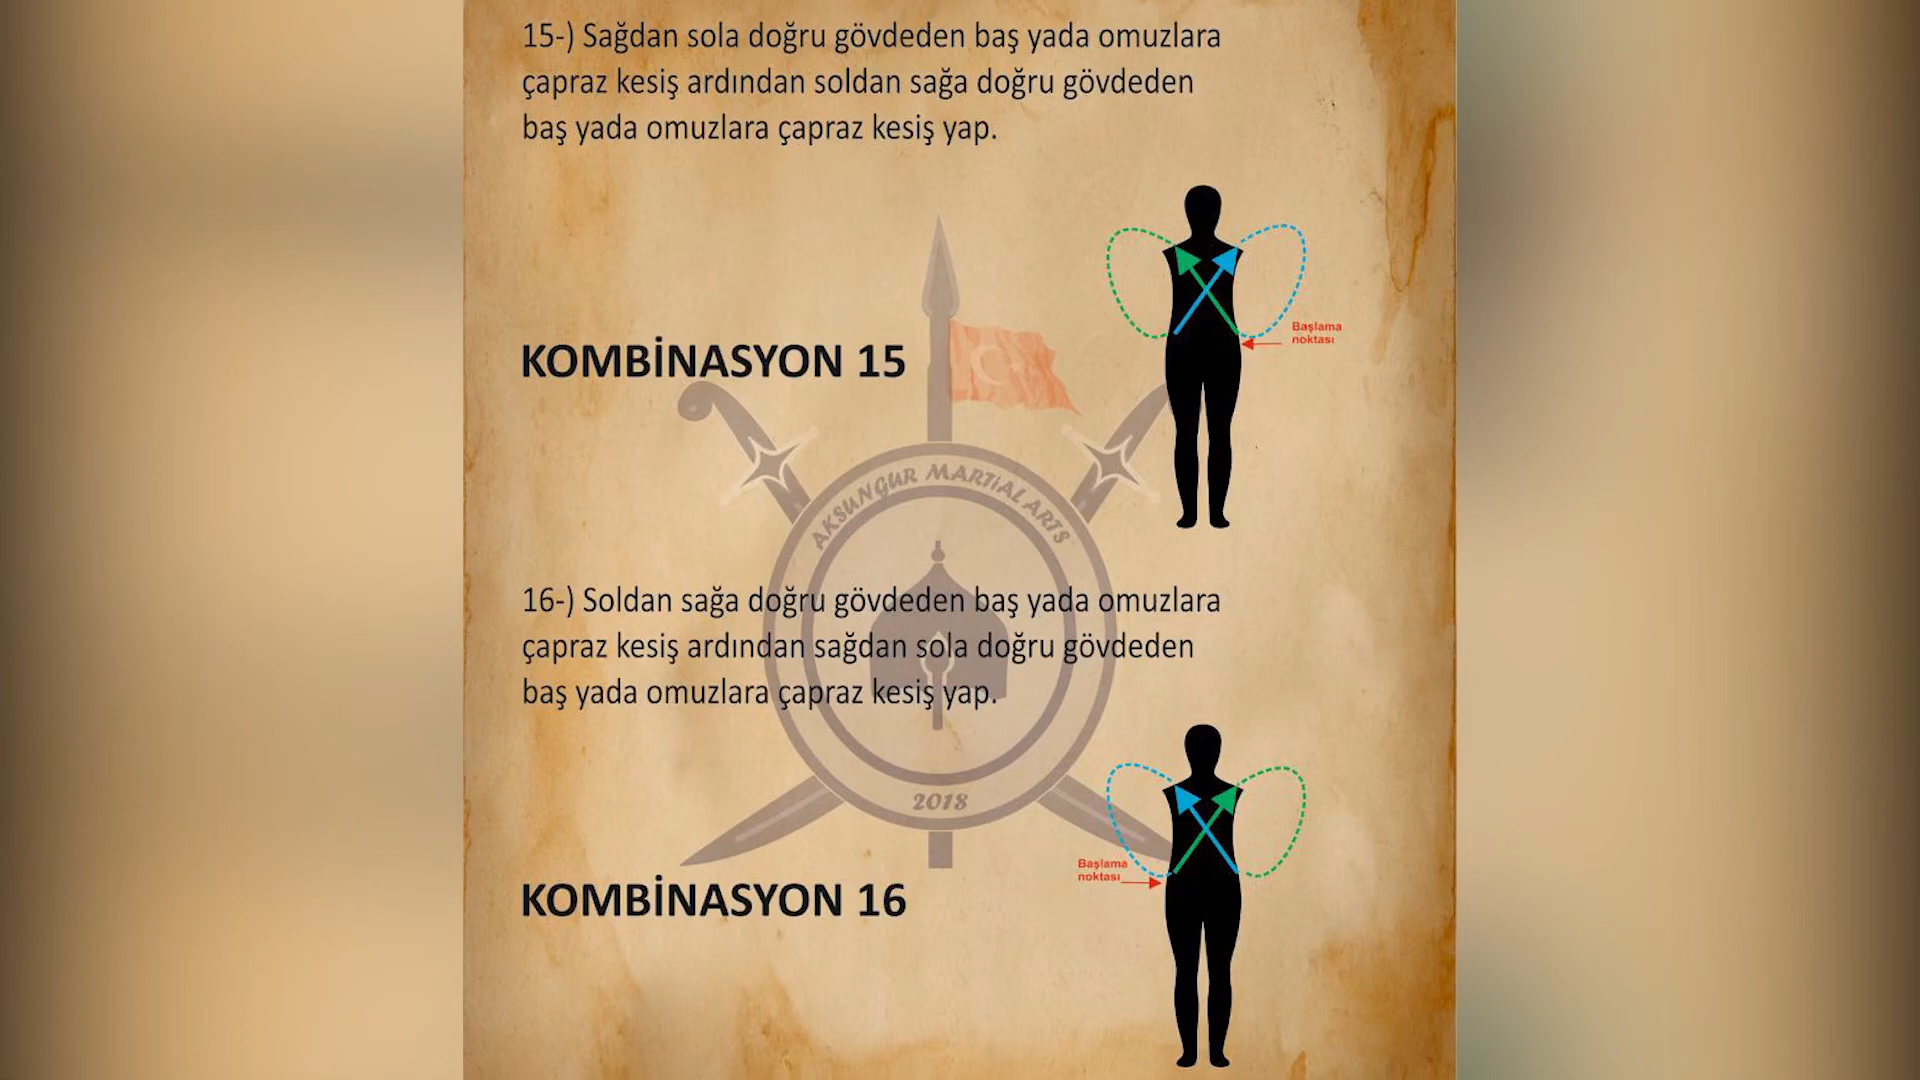 15-) Sağdan sola doğru gövdeden baş yada omuzlara
çapraz kesiş ardından soldan sağa doğru gövdeden
baş yada omuzlara çapraz kesiş yap.
Başlama
noktası
KOMBİNASYON 15
AKSUNGUR MARTIAL ARTS
16-) Soldan sağa doğru gövdeden baş yada omuzlara
çapraz kesiş ardından sağdan sola doğru gövdeden
baş yada omuzlara çapraz kesiş yap.
2018
Başlama
noktası
KOMBİNASYON 16